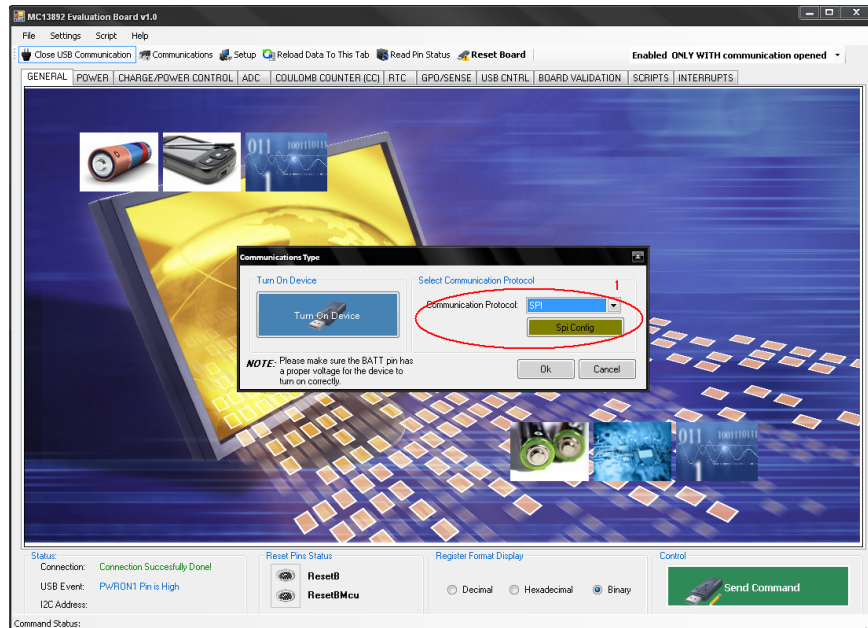 MC13892 Evaluation Board v1.0
File Settings Script Help
Close USB Communication Communications Setup Reload Data To This Tab Read Pin Status Reset Board Enabled ONLY WITH communication opened
GENERAL POWER CHARGE/POWER CONTROL ADC COULOMB COUNTER (CC) RTC GPO/SENSE USB CNTRL BOARD VALIDATION SCRIPTS INTERRUPTS
011 1001110111
Communications Type
Turn On Device
Turn On Device
NOTE: Please make sure the BATT pin has
a proper voltage for the device to
turn on correctly.
Select Communication Protocol
1
Communication Protocol: SPI
Spi Config
Ok Cancel
011 1001110111
Status:
Connection: Connection Succesfully Done!
USB Event: PWRON1 Pin is High
I2C Address:
Reset Pins Status
ResetB
ResetBMcu
Register Format Display
Decimal Hexadecimal Binary
Control
Send Command
Command Status: